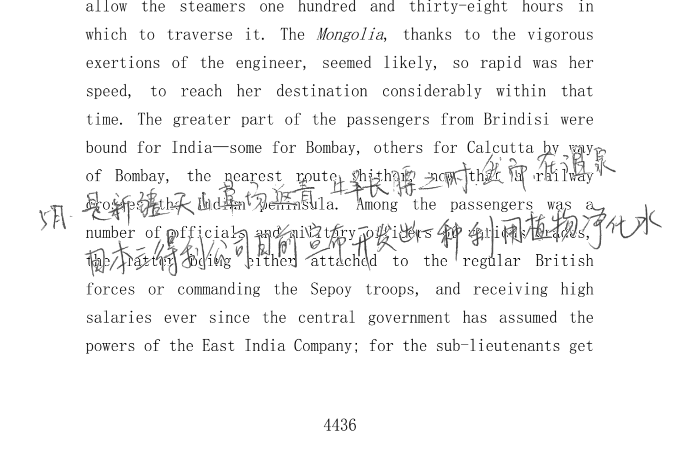 allow the steamers one hundred and thirty-eight hours in
which to traverse it. The Mongolia, thanks to the vigorous
exertions of the engineer, seemed likely, so rapid was her
speed, to reach her destination considerably within that
time. The greater part of the passengers from Brindisi were
bound for India—some for Bombay, others for Calcutta by way
of Bombay, the nearest route thither, now that a railway
crosses the Indian peninsula. Among the passengers was a
number of officials and military officers of various grades,
the latter being either attached to the regular British
forces or commanding the Sepoy troops, and receiving high
salaries ever since the central government has assumed the
powers of the East India Company; for the sub-lieutenants get
5月.是新疆天山草场返青生长之时.然而在温泉
日本三得利公司目前宣布开发出一种利用植物净化水
4436